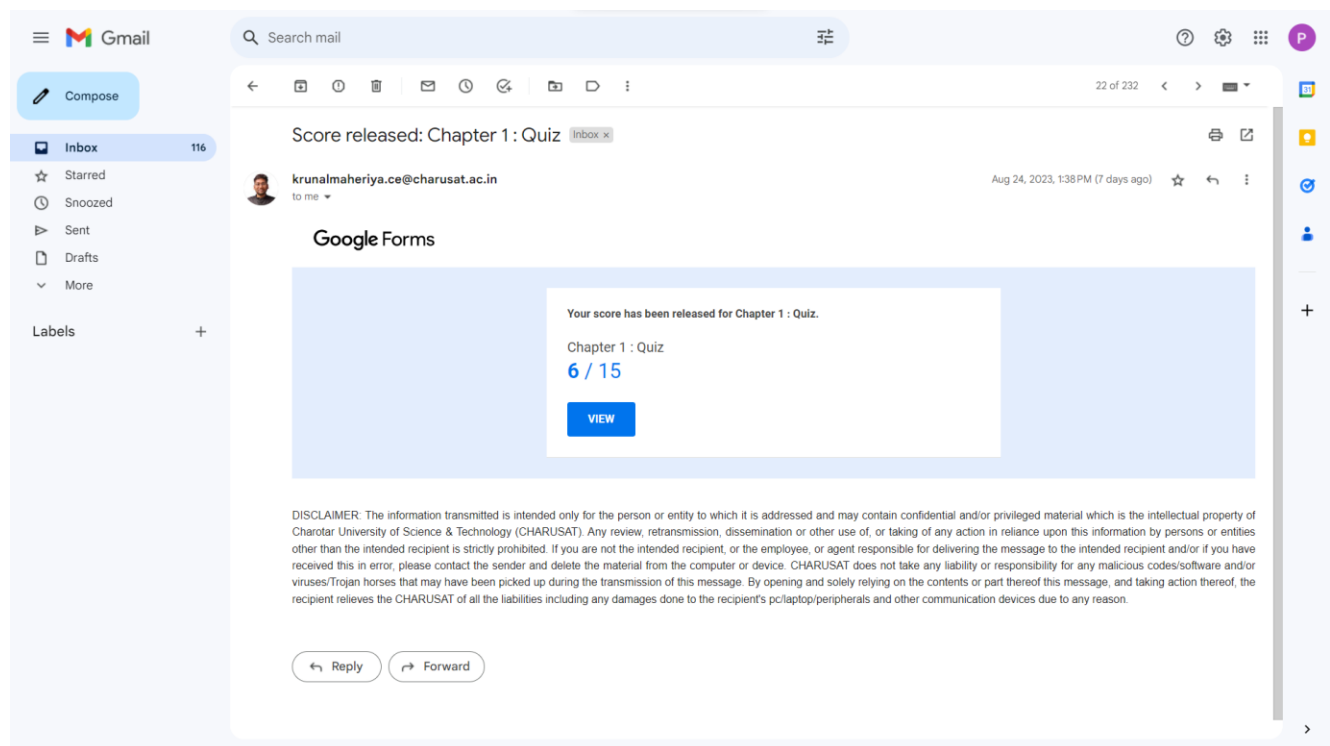 Gmail
Search mail
P
Compose
22 of 232
31
Score released: Chapter 1 : Quiz Inbox ×
Inbox 116
Starred
krunalmaheriya.ce@charusat.ac.in
Aug 24, 2023, 1:38 PM (7 days ago)
to me
Snoozed
Sent
Drafts
More
Labels
Google Forms
Your score has been released for Chapter 1 : Quiz.
Chapter 1 : Quiz
6 / 15
VIEW
DISCLAIMER: The information transmitted is intended only for the person or entity to which it is addressed and may contain confidential and/or privileged material which is the intellectual property of
Charotar University of Science & Technology (CHARUSAT). Any review, retransmission, dissemination or other use of, or taking of any action in reliance upon this information by persons or entities
other than the intended recipient is strictly prohibited. If you are not the intended recipient, or the employee, or agent responsible for delivering the message to the intended recipient and/or if you have
received this in error, please contact the sender and delete the material from the computer or device. CHARUSAT does not take any liability or responsibility for any malicious codes/software and/or
viruses/Trojan horses that may have been picked up during the transmission of this message. By opening and solely relying on the contents or part thereof this message, and taking action thereof, the
recipient relieves the CHARUSAT of all the liabilities including any damages done to the recipient's pc/laptop/peripherals and other communication devices due to any reason.
Reply
Forward